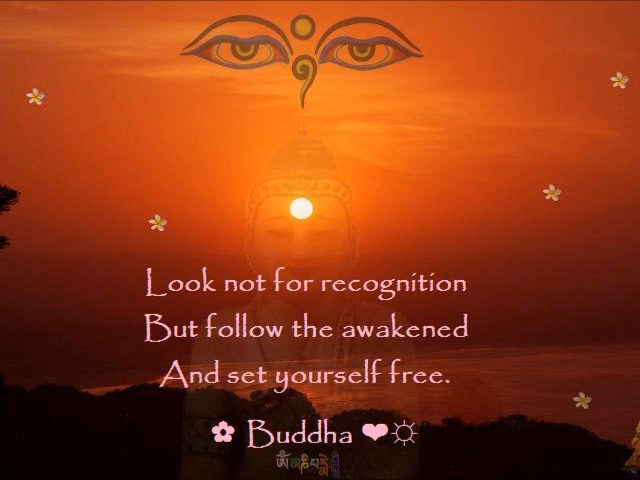 Look not for recognition
But follow the awakened
And set yourself free.
✿ Buddha ❤☼